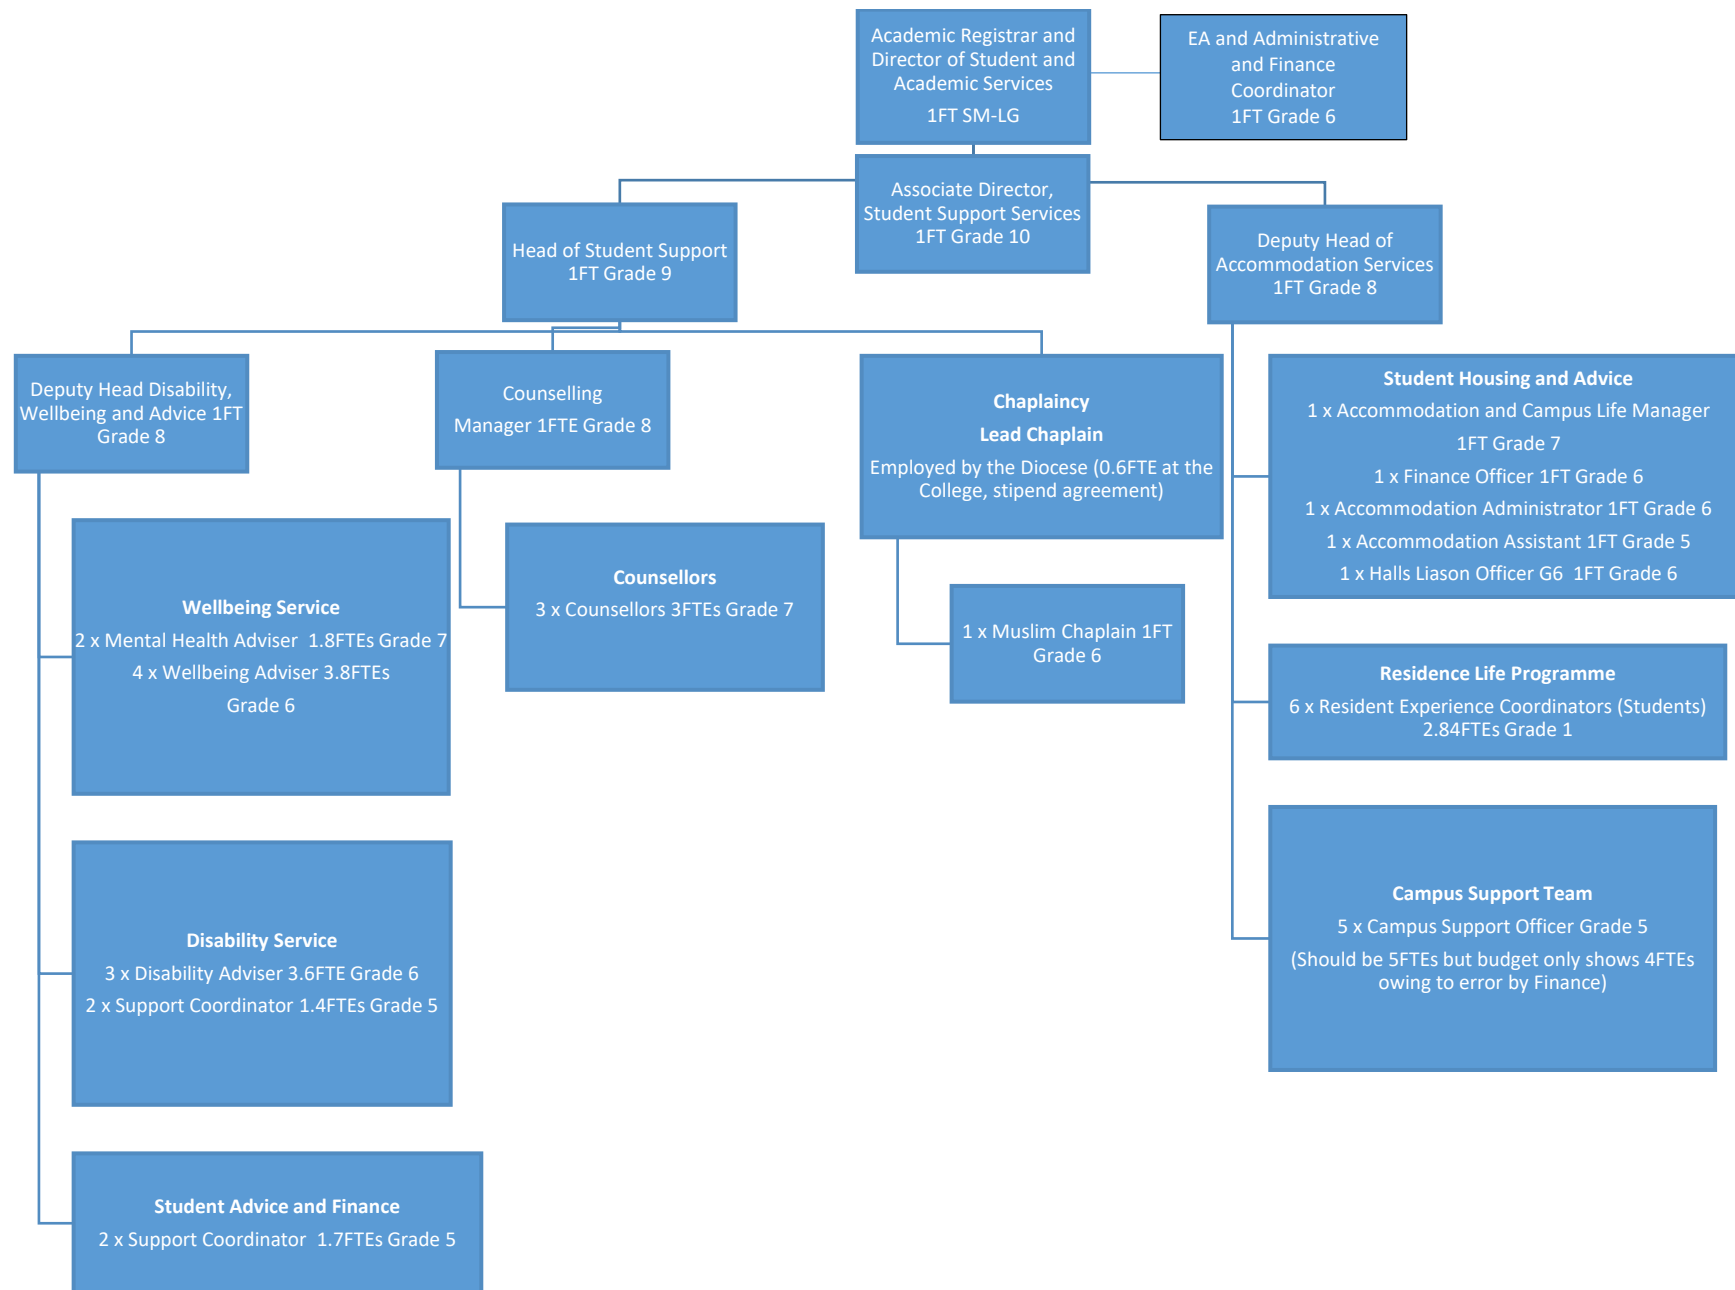 Academic Registrar and
Director of Student and
Academic Services
1FT SM-LG
EA and Administrative
and Finance
Coordinator
1FT Grade 6
Associate Director,
Student Support Services
1FT Grade 10
Head of Student Support
1FT Grade 9
Deputy Head of
Accommodation Services
1FT Grade 8
Deputy Head Disability,
Wellbeing and Advice 1FT
Grade 8
Counselling
Manager 1FTE Grade 8
Chaplaincy
Lead Chaplain
Employed by the Diocese (0.6FTE at the
College, stipend agreement)
Student Housing and Advice
1 x Accommodation and Campus Life Manager
1FT Grade 7
1 x Finance Officer 1FT Grade 6
1 x Accommodation Administrator 1FT Grade 6
1 x Accommodation Assistant 1FT Grade 5
1 x Halls Liason Officer G6  1FT Grade 6
Wellbeing Service
2 x Mental Health Adviser  1.8FTEs Grade 7
4 x Wellbeing Adviser 3.8FTEs
Grade 6
Counsellors
3 x Counsellors 3FTEs Grade 7
1 x Muslim Chaplain 1FT
Grade 6
Residence Life Programme
6 x Resident Experience Coordinators (Students)
2.84FTEs Grade 1
Campus Support Team
5 x Campus Support Officer Grade 5
(Should be 5FTEs but budget only shows 4FTEs
owing to error by Finance)
Disability Service
3 x Disability Adviser 3.6FTE Grade 6
2 x Support Coordinator 1.4FTEs Grade 5
Student Advice and Finance
2 x Support Coordinator  1.7FTEs Grade 5